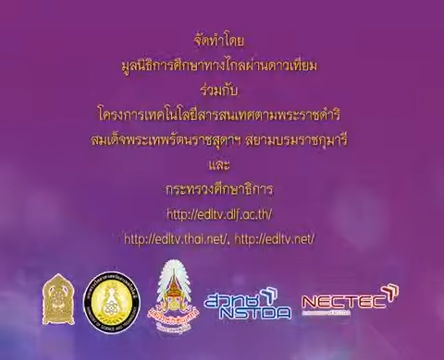 จัดทำโดย
มูลนิธิการศึกษาทางไกลผ่านดาวเทียม
ร่วมกับ
โครงการเทคโนโลยีสารสนเทศตามพระราชดำริ
สมเด็จพระเทพรัตนราชสุดาฯ สยามบรมราชกุมารี
และ
กระทรวงศึกษาธิการ
http://edltv.dlf.ac.th/
http://edltv.thai.net/, http://edltv.net/
สวทช NECTEC
NSTDA